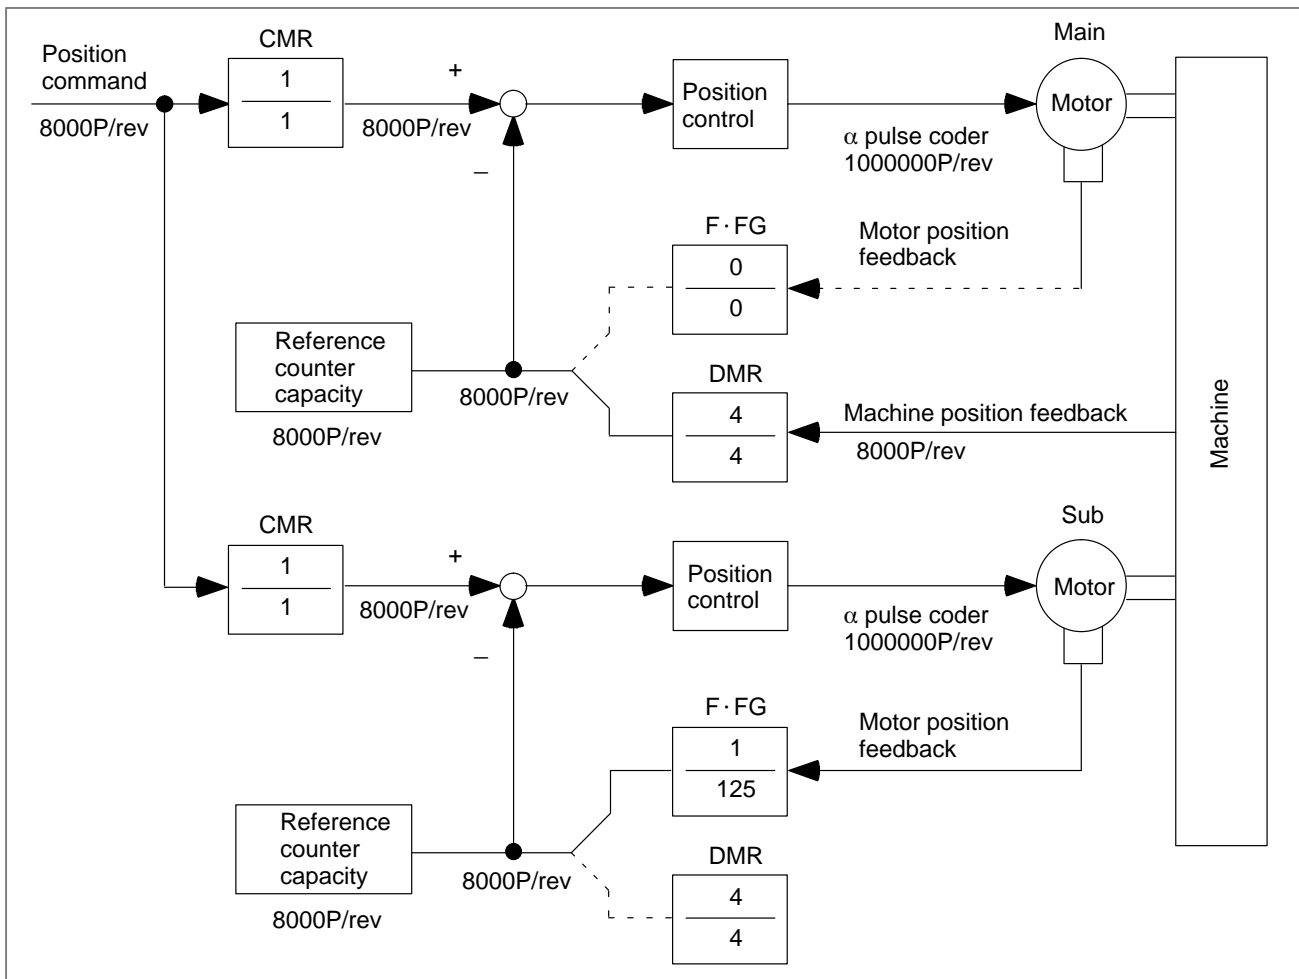 Main
CMR
Position
command
1
1
+
8000P/rev
8000P/rev
–
Position
control
Motor
α pulse coder
1000000P/rev
F·FG
0
0
Motor position
feedback
Reference
counter
capacity
8000P/rev
8000P/rev
DMR
4
4
Machine position feedback
8000P/rev
Machine
CMR
1
1
+
8000P/rev
–
Position
control
Sub
Motor
α pulse coder
1000000P/rev
F·FG
1
125
Motor position
feedback
Reference
counter
capacity
8000P/rev
8000P/rev
DMR
4
4